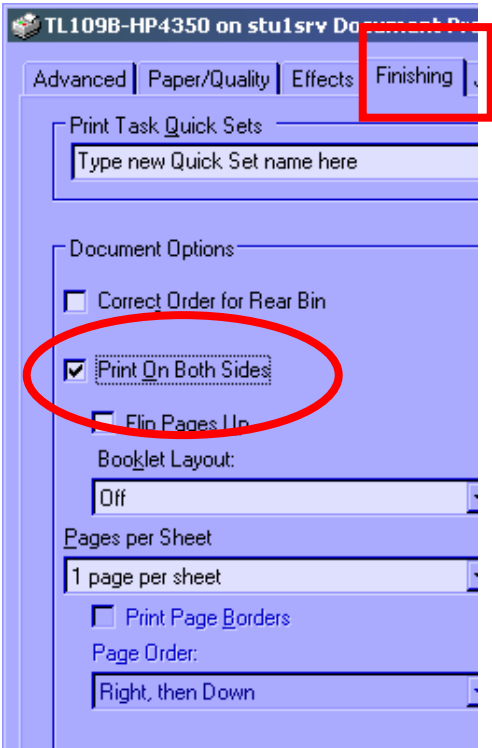 TL109B-HP4350 on stu1srv Document Pr
Advanced Paper/Quality Effects Finishing
Print Task Quick Sets
Type new Quick Set name here
Document Options
Correct Order for Rear Bin
Print On Both Sides
Flip Pages Up
Booklet Layout:
Off
Pages per Sheet
1 page per sheet
Print Page Borders
Page Order:
Right, then Down